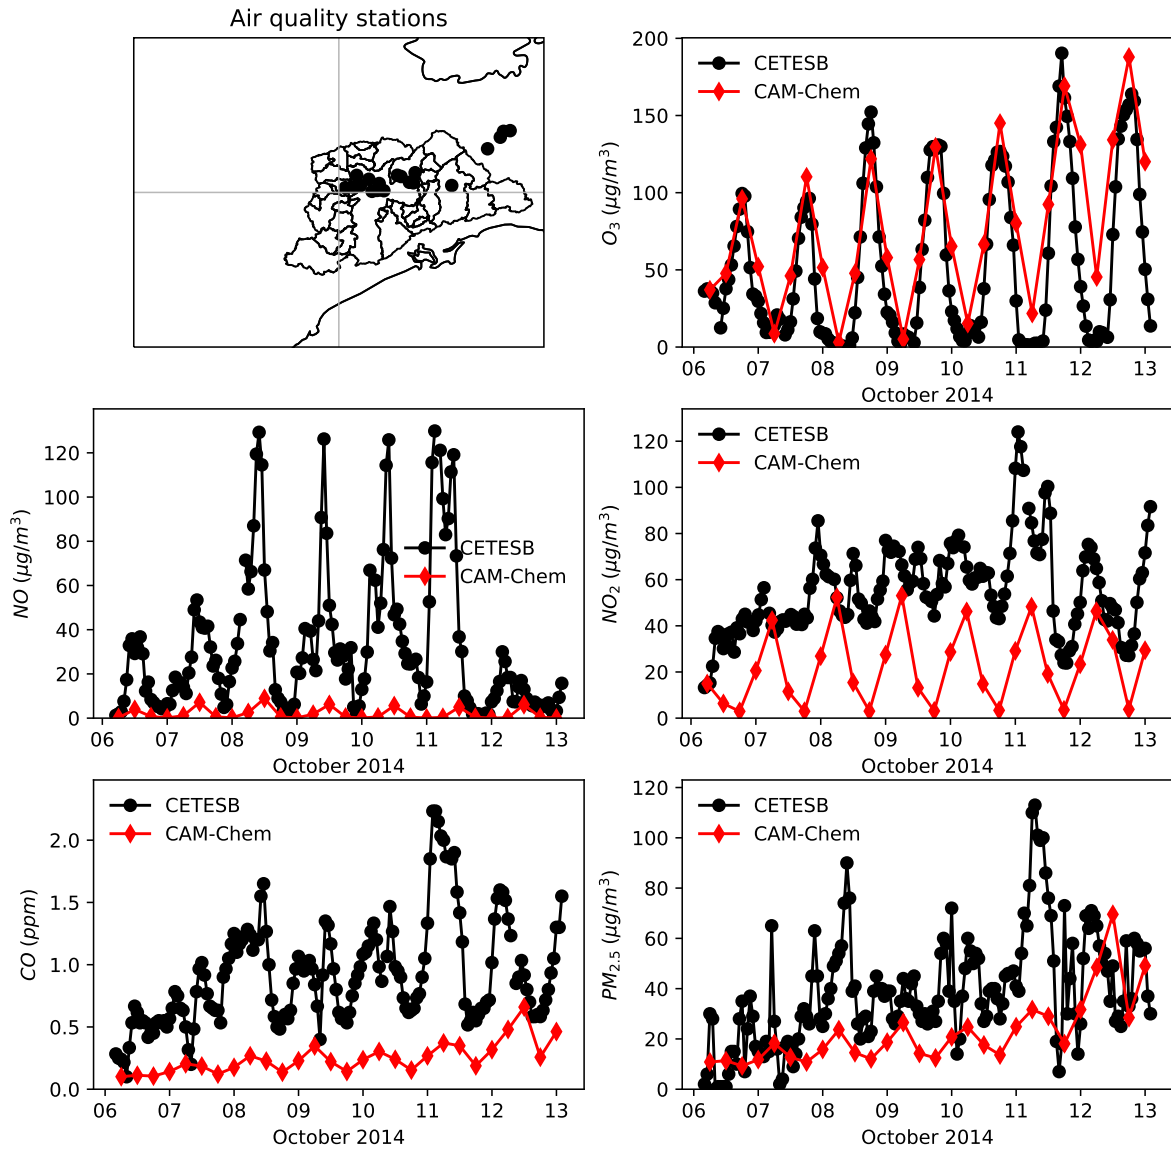 Air quality stations
200
150
100
50
0
O3 (μg/m3)
CETESB
CAM-Chem
06 07 08 09 10 11 12 13
October 2014
120
100
80
60
40
20
0
NO (μg/m3)
CETESB
CAM-Chem
06 07 08 09 10 11 12 13
October 2014
120
100
80
60
40
20
0
NO2 (μg/m3)
CETESB
CAM-Chem
06 07 08 09 10 11 12 13
October 2014
2.0
1.5
1.0
0.5
0.0
CO (ppm)
CETESB
CAM-Chem
06 07 08 09 10 11 12 13
October 2014
120
100
80
60
40
20
0
PM2.5 (μg/m3)
CETESB
CAM-Chem
06 07 08 09 10 11 12 13
October 2014